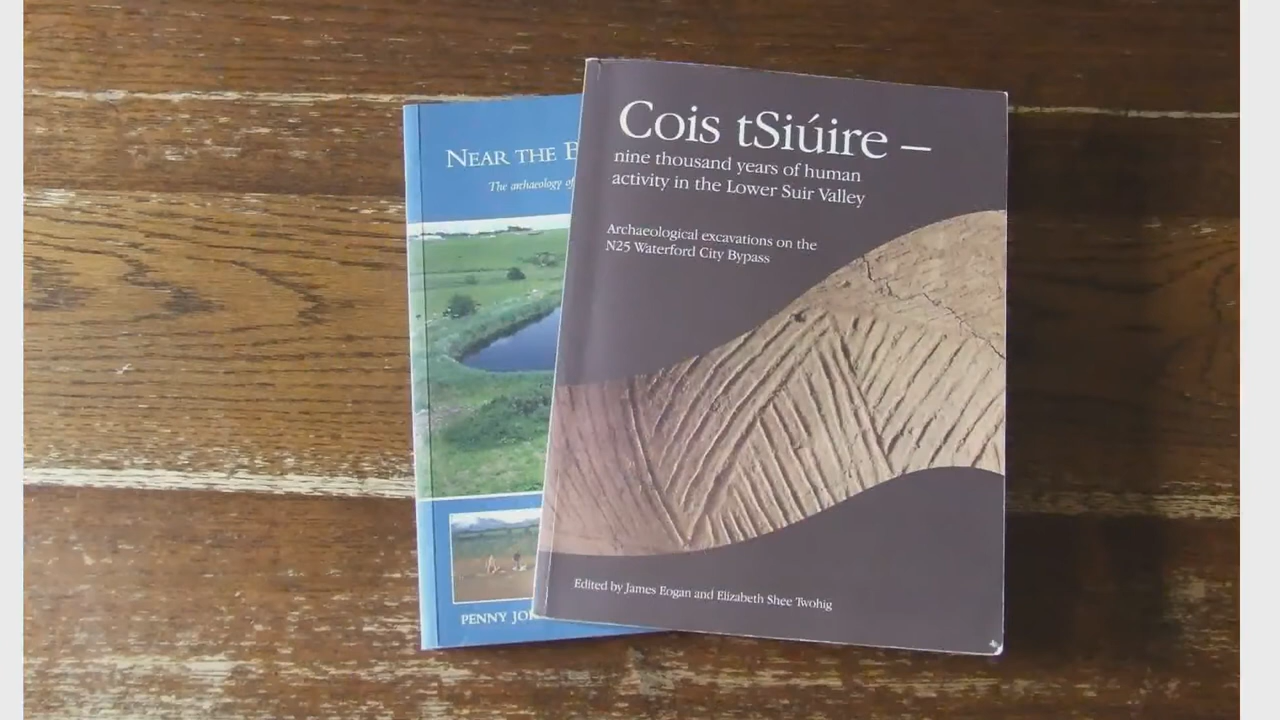 NEAR THE
The archaeology of
PENNY
Cois tSiúire –
nine thousand years of human
activity in the Lower Suir Valley
Archaeological excavations on the
N25 Waterford City Bypass
Edited by James Eogan and Elizabeth Shee Twohig